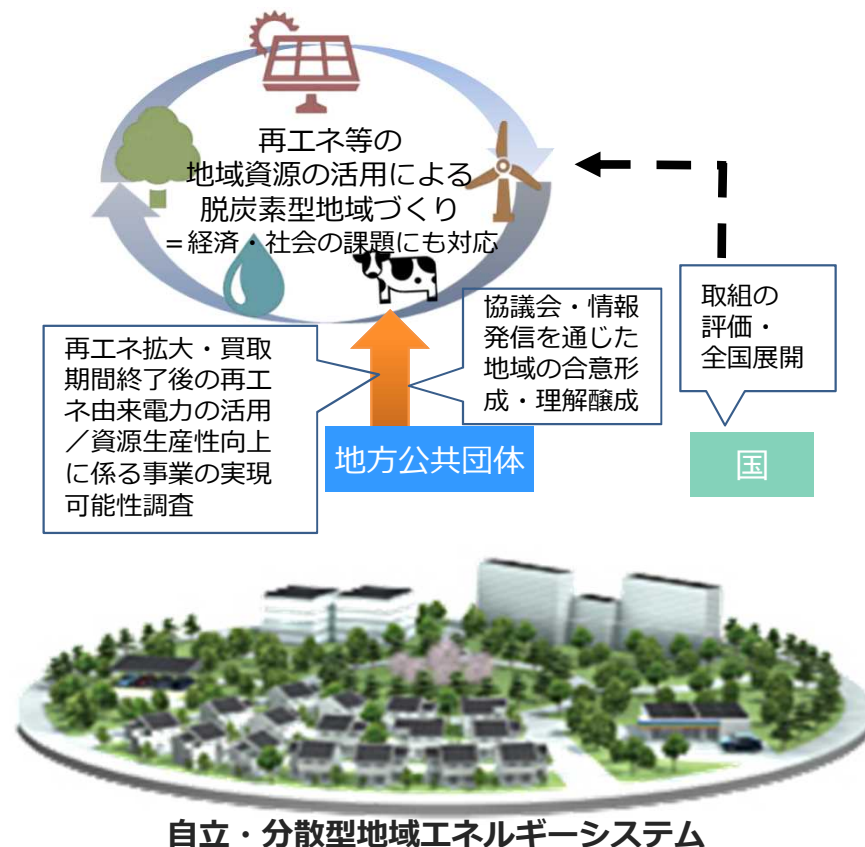 再エネ等の
地域資源の活用による
脱炭素型地域づくり
＝経済・社会の課題にも対応
再エネ拡大・買取
期間終了後の再エ
ネ由来電力の活用
／資源生産性向上
に係る事業の実現
可能性調査
協議会・情報
発信を通じた
地域の合意形
成・理解醸成
取組の
評価・
全国展開
地方公共団体
国
自立・分散型地域エネルギーシステム